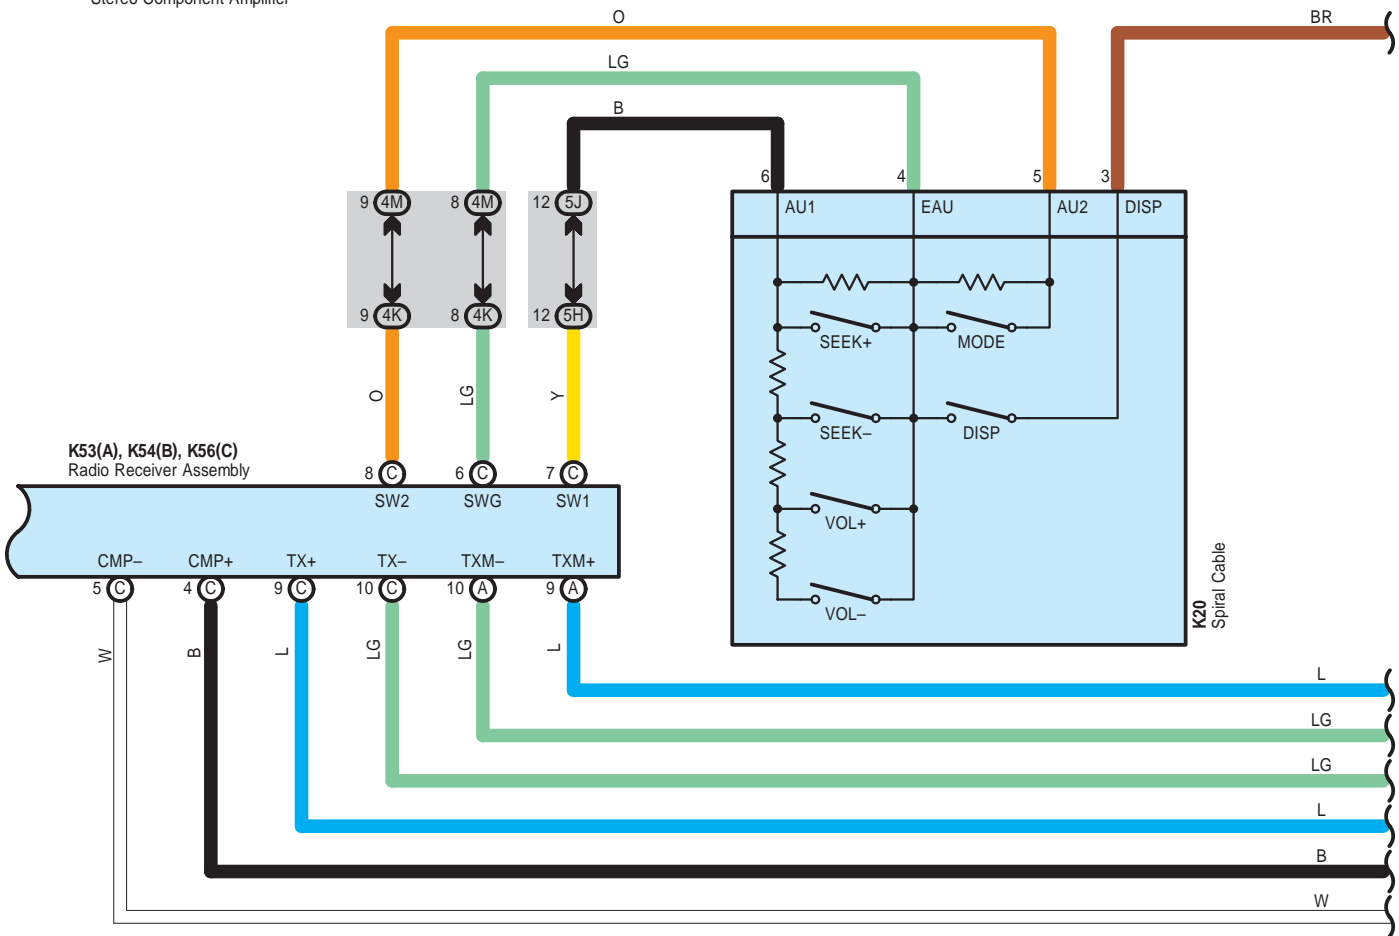 Stereo Component Amplifier
O
BR
LG
B
6
4
5
3
9 4M
8 4M
12 5J
AU1
EAU
AU2
DISP
9 4K
8 4K
12 5H
SEEK+
MODE
O
LG
Y
SEEK–
DISP
K53(A), K54(B), K56(C)
Radio Receiver Assembly
8 C
6 C
7 C
SW2
SWG
SW1
VOL+
CMP–
CMP+
TX+
TX–
TXM–
TXM+
5 C
4 C
9 C
10 C
10 A
9 A
VOL–
K20
Spiral Cable
W
B
L
LG
LG
L
L
LG
LG
L
B
W